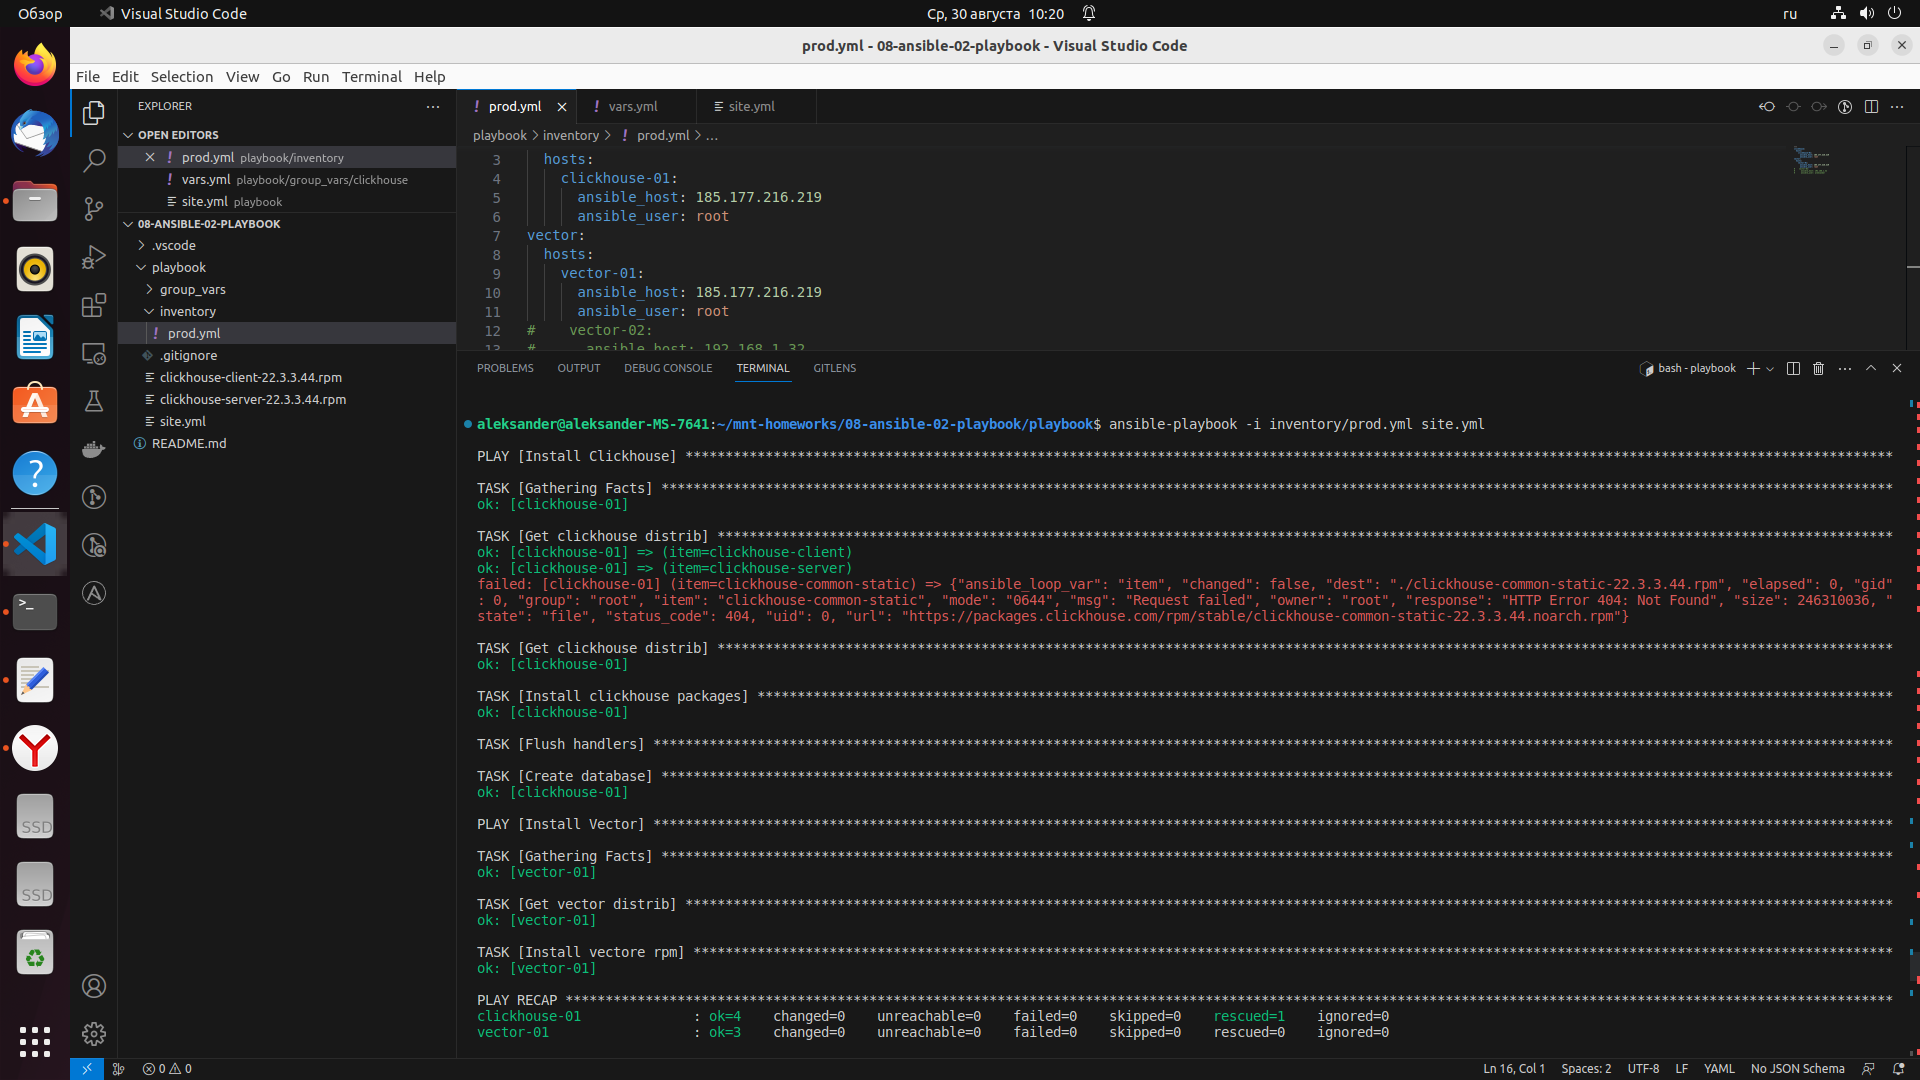 Обзор
Visual Studio Code
Ср, 30 августа 10:20
ru
prod.yml - 08-ansible-02-playbook - Visual Studio Code
File Edit Selection View Go Run Terminal Help
EXPLORER
OPEN EDITORS
prod.yml playbook/inventory
vars.yml playbook/group_vars/clickhouse
site.yml playbook
08-ANSIBLE-02-PLAYBOOK
.vscode
playbook
group_vars
inventory
prod.yml
.gitignore
clickhouse-client-22.3.3.44.rpm
clickhouse-server-22.3.3.44.rpm
site.yml
README.md
prod.yml vars.yml site.yml
playbook > inventory > ! prod.yml > ...
3 hosts:
4 clickhouse-01:
5 ansible_host: 185.177.216.219
6 ansible_user: root
7 vector:
8 hosts:
9 vector-01:
10 ansible_host: 185.177.216.219
11 ansible_user: root
12 # vector-02:
13 # ansible_host: 192.168.1.32
PROBLEMS OUTPUT DEBUG CONSOLE TERMINAL GITLENS
bash - playbook
aleksander@aleksander-MS-7641:~/mnt-homeworks/08-ansible-02-playbook/playbook$ ansible-playbook -i inventory/prod.yml site.yml
PLAY [Install Clickhouse] ***
TASK [Gathering Facts] ***
ok: [clickhouse-01]
TASK [Get clickhouse distrib] ***
ok: [clickhouse-01] => (item=clickhouse-client)
ok: [clickhouse-01] => (item=clickhouse-server)
failed: [clickhouse-01] (item=clickhouse-common-static) => {"ansible_loop_var": "item", "changed": false, "dest": "./clickhouse-common-static-22.3.3.44.rpm", "elapsed": 0, "gid"
: 0, "group": "root", "item": "clickhouse-common-static", "mode": "0644", "msg": "Request failed", "owner": "root", "response": "HTTP Error 404: Not Found", "size": 246310036, "
state": "file", "status_code": 404, "uid": 0, "url": "https://packages.clickhouse.com/rpm/stable/clickhouse-common-static-22.3.3.44.noarch.rpm"}
TASK [Get clickhouse distrib] ***
ok: [clickhouse-01]
TASK [Install clickhouse packages] ***
ok: [clickhouse-01]
TASK [Flush handlers] ***
TASK [Create database] ***
ok: [clickhouse-01]
PLAY [Install Vector] ***
TASK [Gathering Facts] ***
ok: [vector-01]
TASK [Get vector distrib] ***
ok: [vector-01]
TASK [Install vectore rpm] ***
ok: [vector-01]
PLAY RECAP ***
clickhouse-01 : ok=4 changed=0 unreachable=0 failed=0 skipped=0 rescued=1 ignored=0
vector-01 : ok=3 changed=0 unreachable=0 failed=0 skipped=0 rescued=0 ignored=0
SSD
SSD
0 0
Ln 16, Col 1 Spaces: 2 UTF-8 LF YAML No JSON Schema